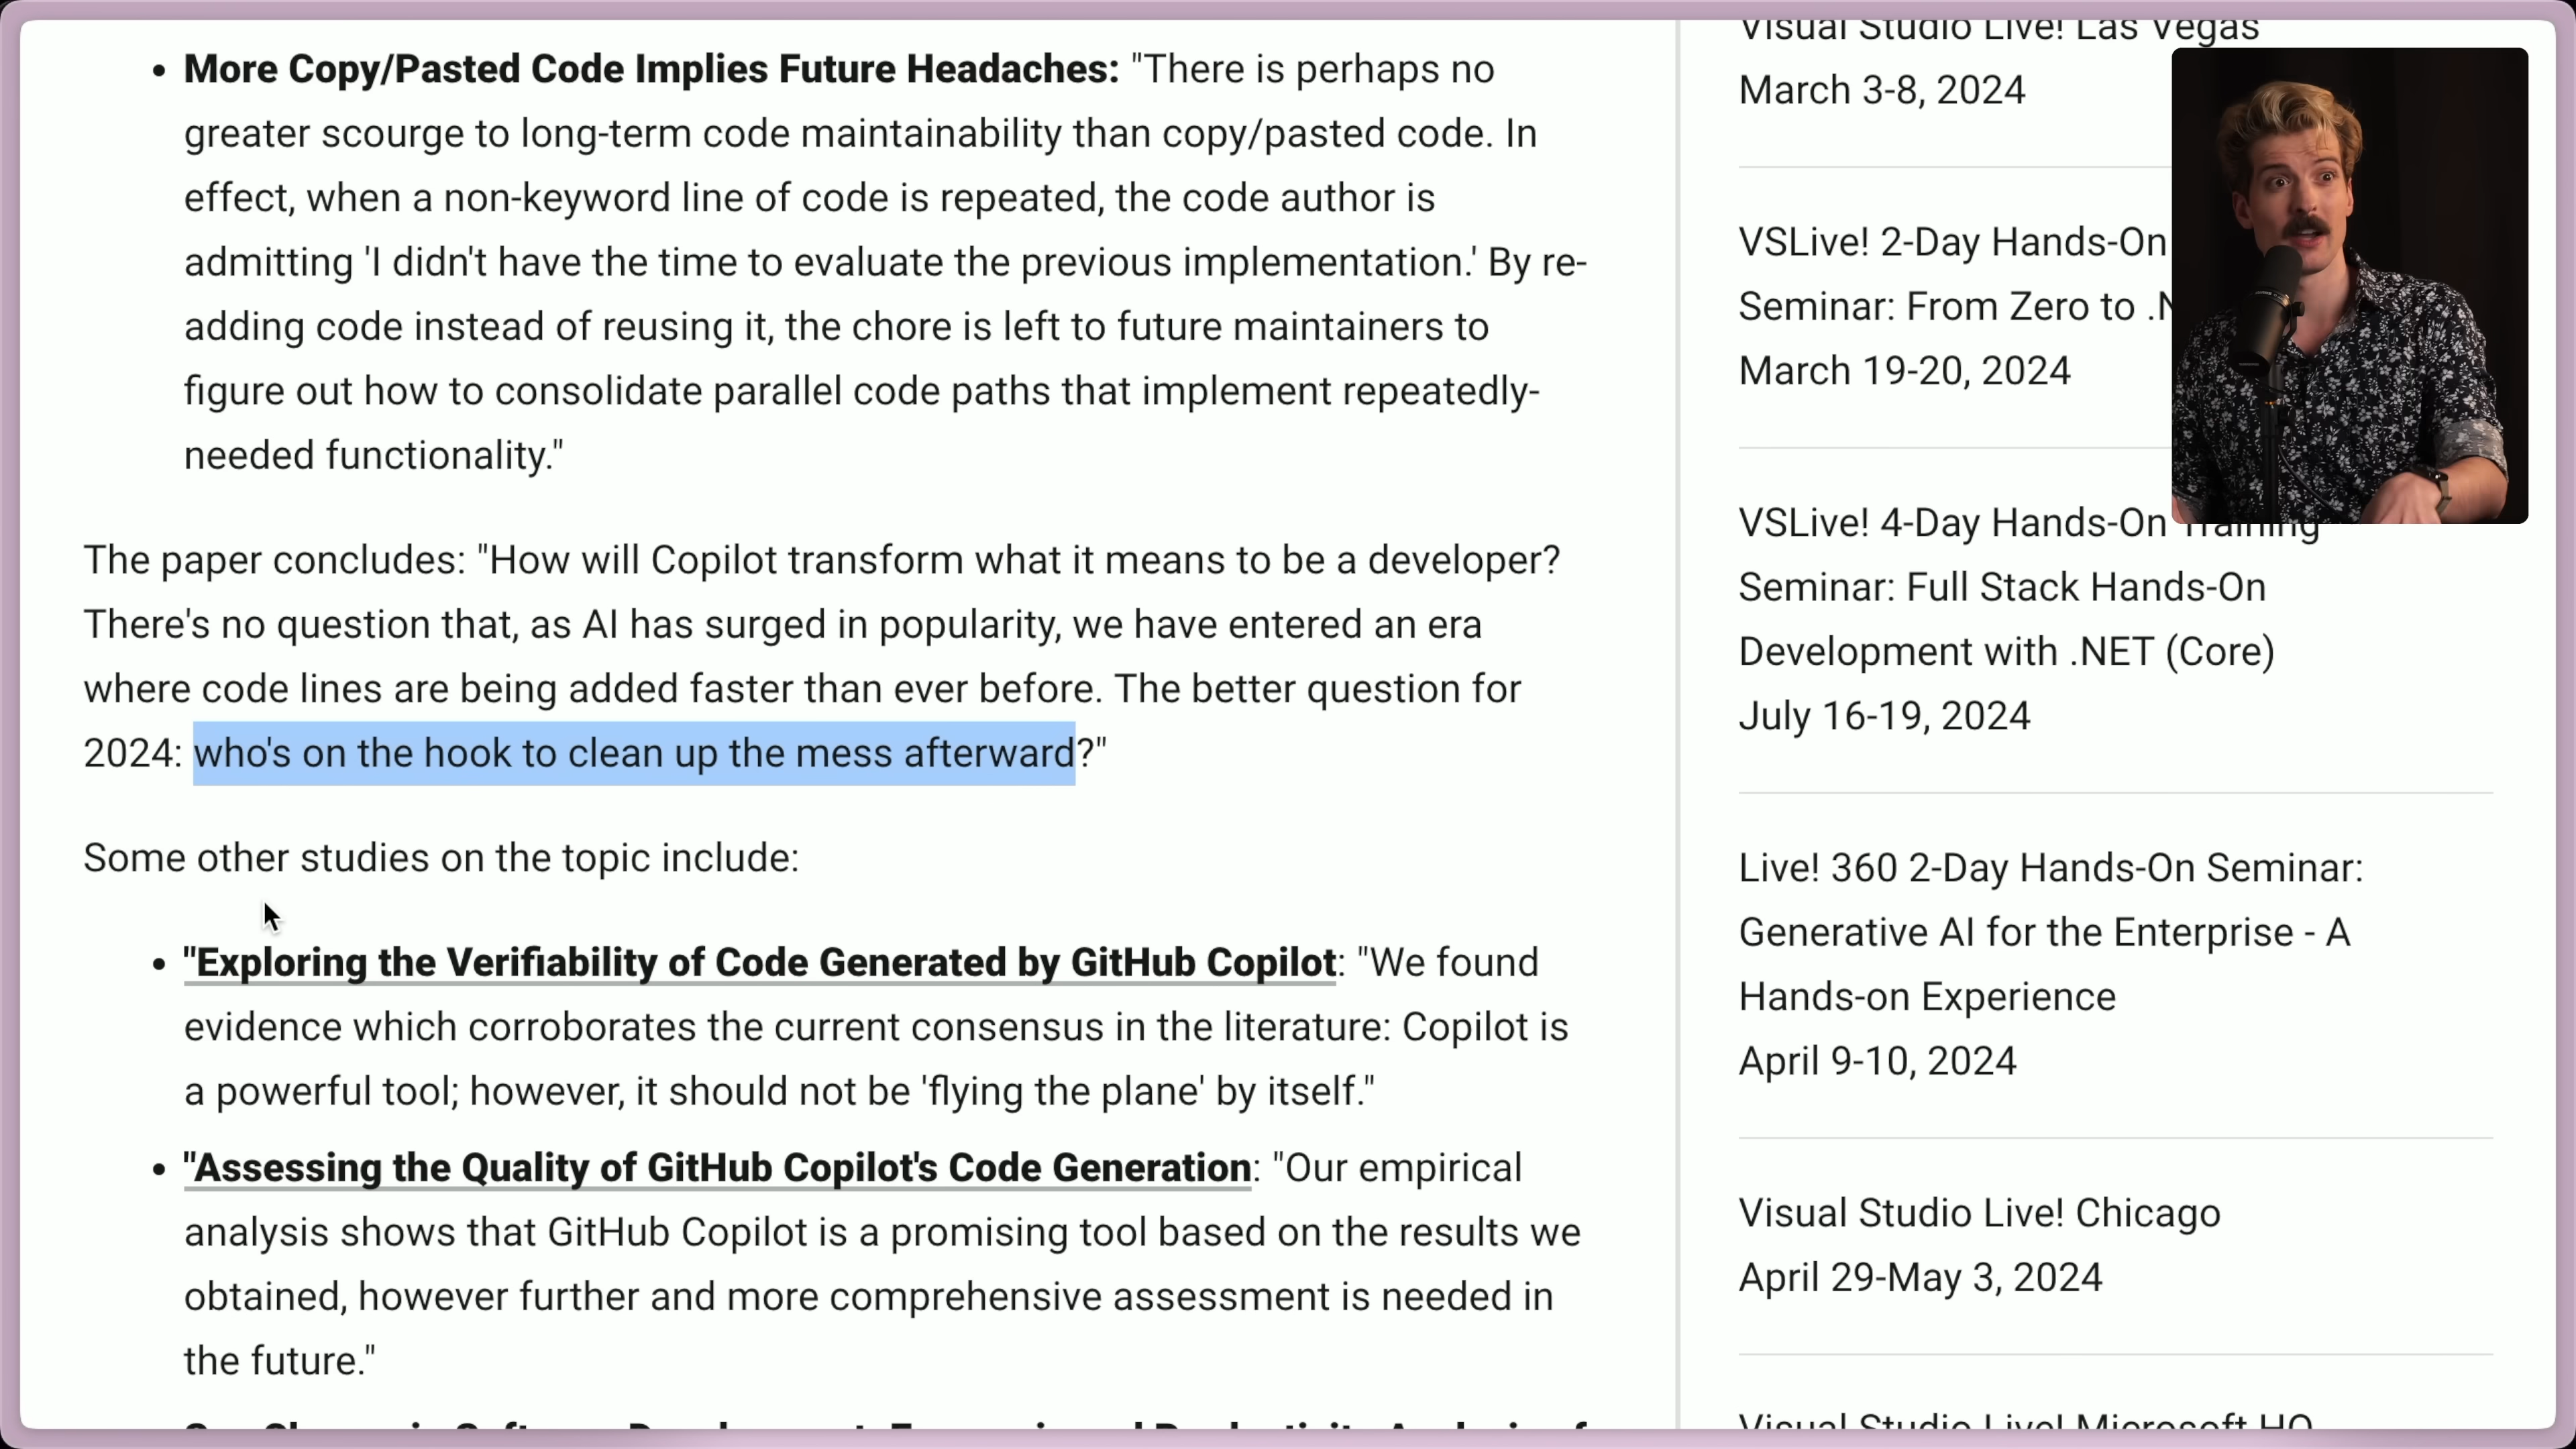 • More Copy/Pasted Code Implies Future Headaches: "There is perhaps no
greater scourge to long-term code maintainability than copy/pasted code. In
effect, when a non-keyword line of code is repeated, the code author is
admitting 'I didn't have the time to evaluate the previous implementation.' By re-
adding code instead of reusing it, the chore is left to future maintainers to
figure out how to consolidate parallel code paths that implement repeatedly-
needed functionality."
The paper concludes: "How will Copilot transform what it means to be a developer?
There's no question that, as AI has surged in popularity, we have entered an era
where code lines are being added faster than ever before. The better question for
2024: who's on the hook to clean up the mess afterward?"
Some other studies on the topic include:
• "Exploring the Verifiability of Code Generated by GitHub Copilot: "We found
evidence which corroborates the current consensus in the literature: Copilot is
a powerful tool; however, it should not be 'flying the plane' by itself."
• "Assessing the Quality of GitHub Copilot's Code Generation: "Our empirical
analysis shows that GitHub Copilot is a promising tool based on the results we
obtained, however further and more comprehensive assessment is needed in
the future."
Visual Studio Live! Las Vegas
March 3-8, 2024
VSLive! 2-Day Hands-On
Seminar: From Zero to
March 19-20, 2024
VSLive! 4-Day Hands-On Training
Seminar: Full Stack Hands-On
Development with .NET (Core)
July 16-19, 2024
Live! 360 2-Day Hands-On Seminar:
Generative AI for the Enterprise - A
Hands-on Experience
April 9-10, 2024
Visual Studio Live! Chicago
April 29-May 3, 2024
Visual Studio Live! Microsoft HQ